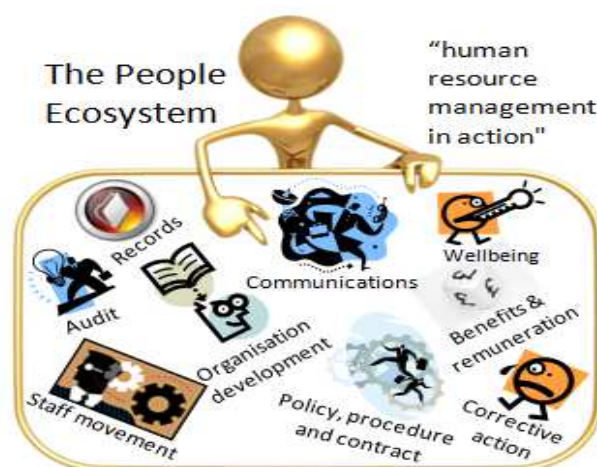 The People
Ecosystem
“human
resource
management
in action"
Records
Communications
Wellbeing
Audit
Organisation
development
Benefits &
remuneration
Staff movement
Policy, procedure
and contract
Corrective
action